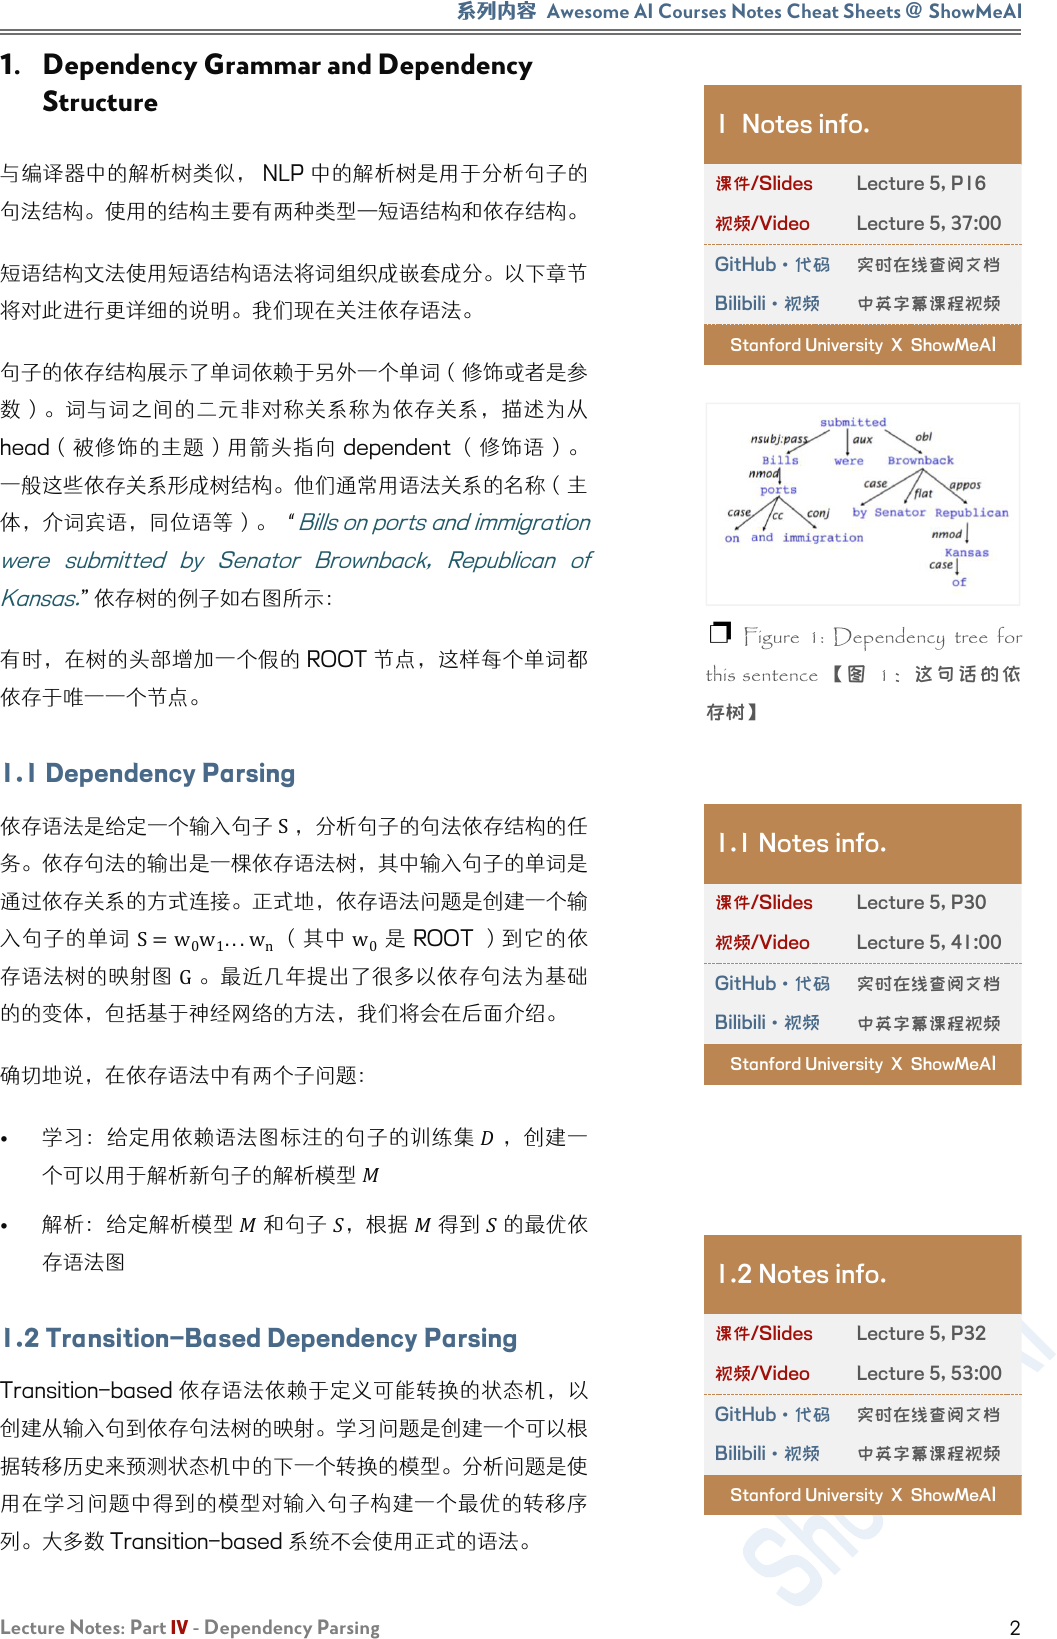 系列内容 Awesome AI Courses Notes Cheat Sheets @ ShowMeAI
1. Dependency Grammar and Dependency
Structure
与编译器中的解析树类似， NLP 中的解析树是用于分析句子的
句法结构。使用的结构主要有两种类型—短语结构和依存结构。
短语结构文法使用短语结构语法将词组织成嵌套成分。以下章节
将对此进行更详细的说明。我们现在关注依存语法。
句子的依存结构展示了单词依赖于另外一个单词 ( 修饰或者是参
数 ) 。词与词之间的二元非对称关系称为依存关系，描述为从
head ( 被修饰的主题 ) 用箭头指向 dependent ( 修饰语 ) 。
一般这些依存关系形成树结构。他们通常用语法关系的名称 ( 主
体，介词宾语，同位语等 ) 。 “ Bills on ports and immigration
were submitted by Senator Brownback, Republican of
Kansas.” 依存树的例子如右图所示：
有时，在树的头部增加一个假的 ROOT 节点，这样每个单词都
依存于唯一一个节点。
1.1 Dependency Parsing
依存语法是给定一个输入句子 S ，分析句子的句法依存结构的任
务。依存句法的输出是一棵依存语法树，其中输入句子的单词是
通过依存关系的方式连接。正式地，依存语法问题是创建一个输
入句子的单词 S = w₀w₁…wₙ ( 其中 w₀ 是 ROOT ) 到它的依
存语法树的映射图 G 。最近几年提出了很多以依存句法为基础
的的变体，包括基于神经网络的方法，我们将会在后面介绍。
确切地说，在依存语法中有两个子问题：
• 学习：给定用依赖语法图标注的句子的训练集 D ，创建一
个可以用于解析新句子的解析模型 M
• 解析：给定解析模型 M 和句子 S，根据 M 得到 S 的最优依
存语法图
1.2 Transition-Based Dependency Parsing
Transition-based 依存语法依赖于定义可能转换的状态机，以
创建从输入句到依存句法树的映射。学习问题是创建一个可以根
据转移历史来预测状态机中的下一个转换的模型。分析问题是使
用在学习问题中得到的模型对输入句子构建一个最优的转移序
列。大多数 Transition-based 系统不会使用正式的语法。
1 Notes info.
课件/Slides Lecture 5, P16
视频/Video Lecture 5, 37:00
GitHub · 代码 实时在线查阅文档
Bilibili · 视频 中英字幕课程视频
Stanford University X ShowMeAI
submitted
nsubj:pass aux obl
Bills were Brownback
nmod case flat appos
ports by Senator Republican
case cc conj nmod
on and immigration Kansas
case
of
Figure 1: Dependency tree for
this sentence 【图 1：这句话的依
存树】
1.1 Notes info.
课件/Slides Lecture 5, P30
视频/Video Lecture 5, 41:00
GitHub · 代码 实时在线查阅文档
Bilibili · 视频 中英字幕课程视频
Stanford University X ShowMeAI
1.2 Notes info.
课件/Slides Lecture 5, P32
视频/Video Lecture 5, 53:00
GitHub · 代码 实时在线查阅文档
Bilibili · 视频 中英字幕课程视频
Stanford University X ShowMeAI
Lecture Notes: Part IV - Dependency Parsing 2